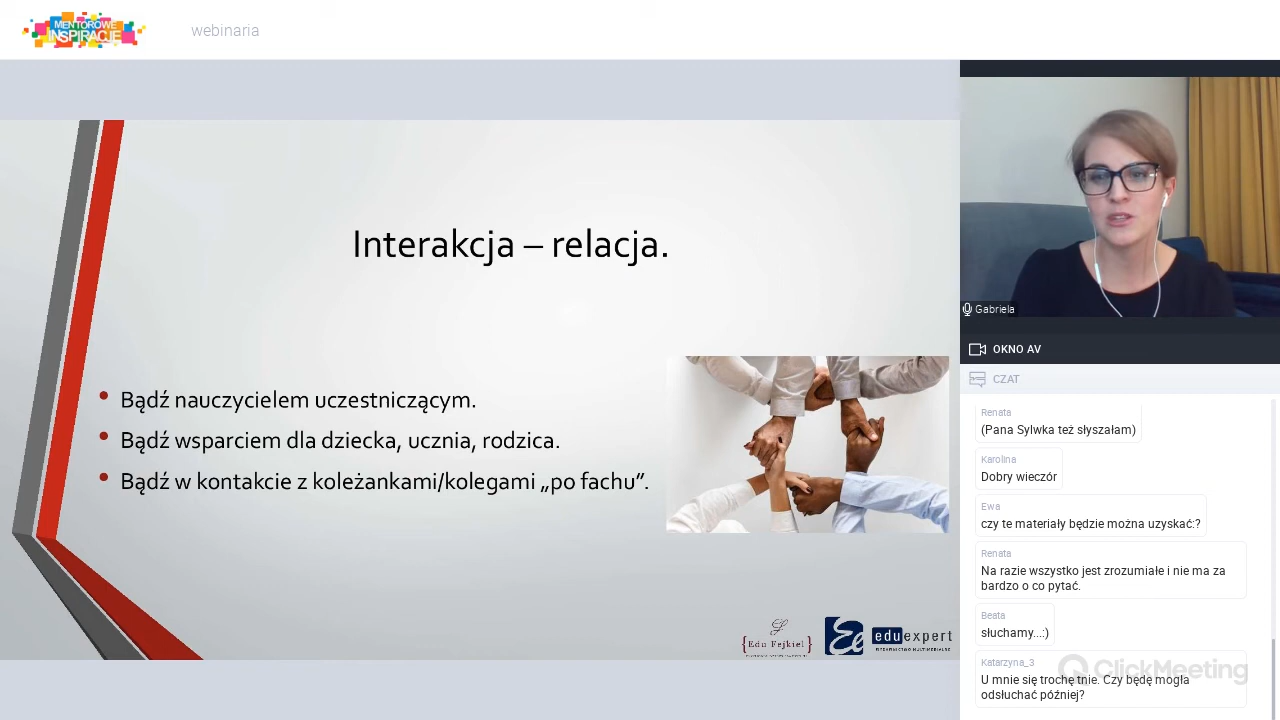 MENTOROWE
INSPIRACJE
webinaria
Interakcja – relacja.
• Bądź nauczycielem uczestniczącym.
• Bądź wsparciem dla dziecka, ucznia, rodzica.
• Bądź w kontakcie z koleżankami/kolegami „po fachu”.
{Edu Fejkiel}
eduexpert
WYDAWNICTWO MULTIMEDIALNE
Gabriela
OKNO AV
CZAT
Renata
(Pana Sylwka też słyszałam)
Karolina
Dobry wieczór
Ewa
czy te materiały będzie można uzyskać:?
Renata
Na razie wszystko jest zrozumiałe i nie ma za
bardzo o co pytać.
Beata
słuchamy...:)
Katarzyna_3
U mnie się trochę tnie. Czy będę mogła
odsłuchać później?
ClickMeeting